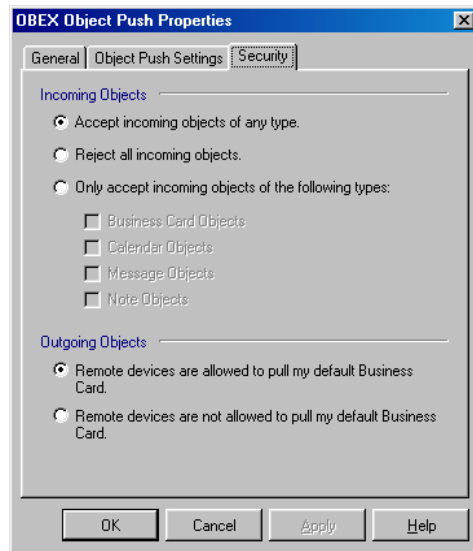 OBEX Object Push Properties
General
Object Push Settings
Security
Incoming Objects
Accept incoming objects of any type.
Reject all incoming objects.
Only accept incoming objects of the following types:
Business Card Objects
Calendar Objects
Message Objects
Note Objects
Outgoing Objects
Remote devices are allowed to pull my default Business
Card.
Remote devices are not allowed to pull my default Business
Card.
OK
Cancel
Apply
Help